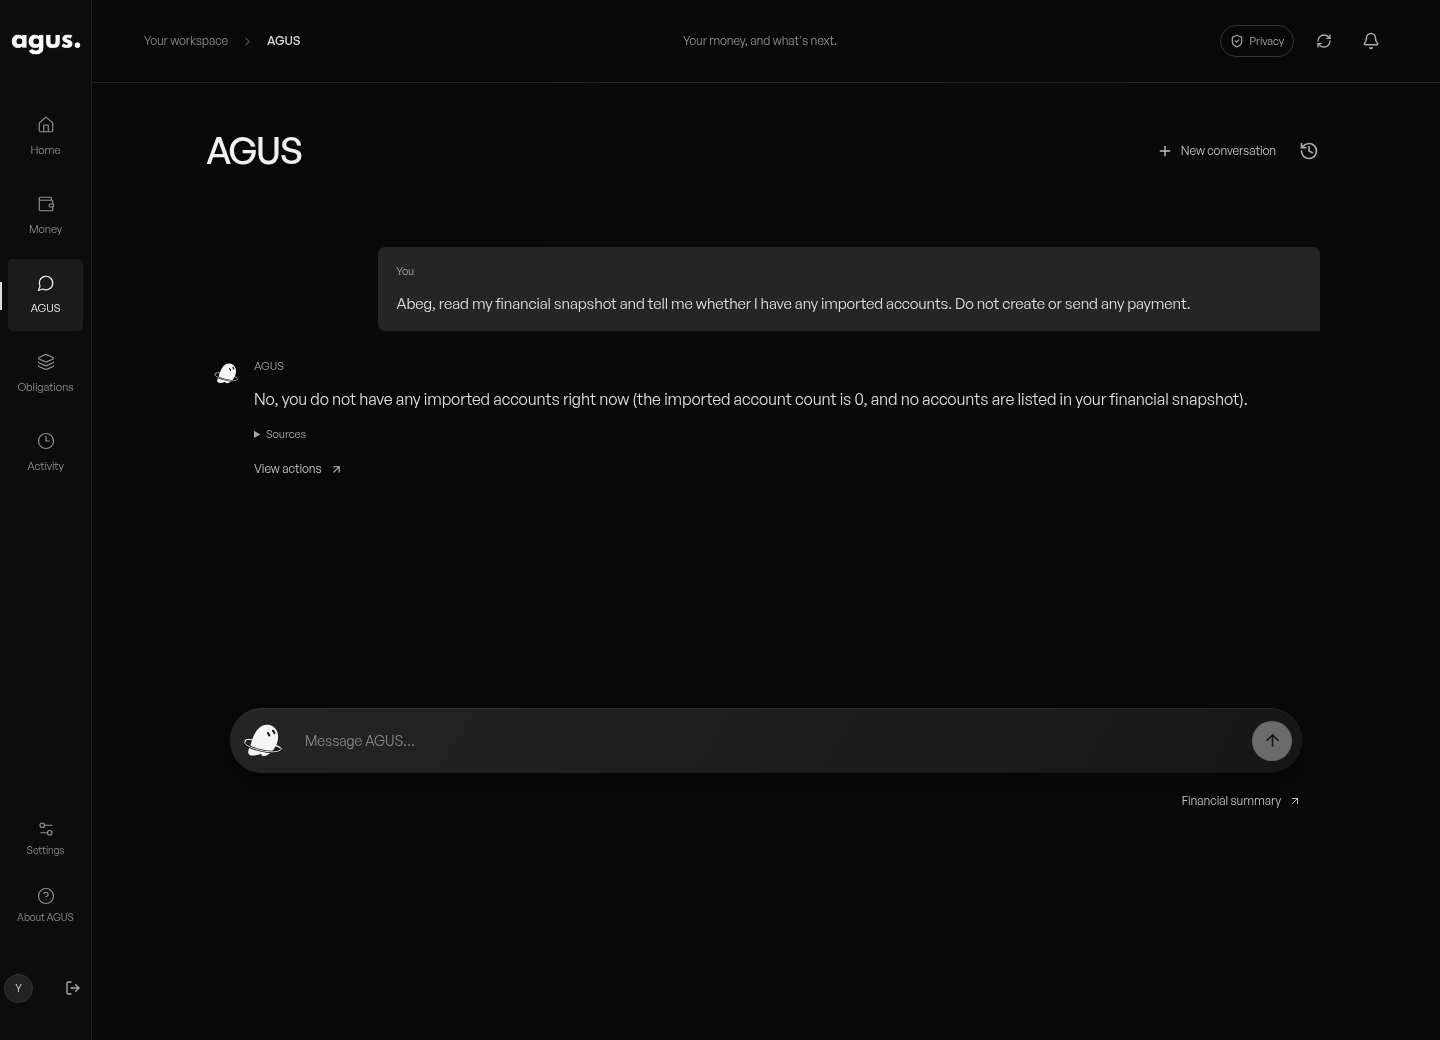 agus.
Your workspace > AGUS
Your money, and what's next.
Privacy
Home
Money
AGUS
Obligations
Activity
Settings
About AGUS
Y
AGUS
New conversation
You
Abeg, read my financial snapshot and tell me whether I have any imported accounts. Do not create or send any payment.
AGUS
No, you do not have any imported accounts right now (the imported account count is 0, and no accounts are listed in your financial snapshot).
Sources
View actions
Message AGUS...
Financial summary